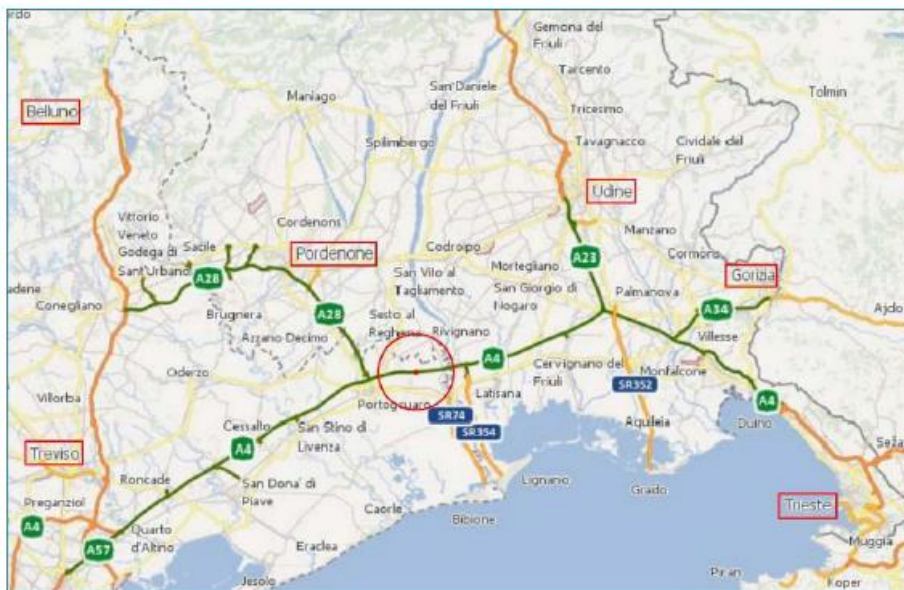 Gemona del
Friuli
Tarcento
Tolmin
San Daniele
del Friuli
Maniago
Belluno
Tricesimo
Spilimbergo
Tavagnacco
Cividale del
Friuli
Udine
Vittorio
Veneto
Cordenons
Manzano
Godega di
Sant'Urbano
Sacile
Pordenone
Codroipo
Cormons
A23
Mortegliano
Gorizia
San Vito al
Tagliamento
A28
San Giorgio di
Nogaro
Palmanova
Conegliano
Ajdo
A34
Brugnera
A28
Sesto al
Reghena
Rivignano
Azzano Decimo
Villesse
A4
Oderzo
Cervignano del
Friuli
Monfalcone
Villorba
Latisana
SR352
Portogruaro
A4
Duino
Cessalto
SR74
San Stino di
Livenza
Aquileia
SR354
A4
Treviso
Seža
Roncade
San Dona' di
Piave
Lignano
Grado
Preganziol
Caorle
Trieste
Bibione
A4
Quarto
d'Altino
A57
Eraclea
Muggia
Jesolo
Piran
Koper